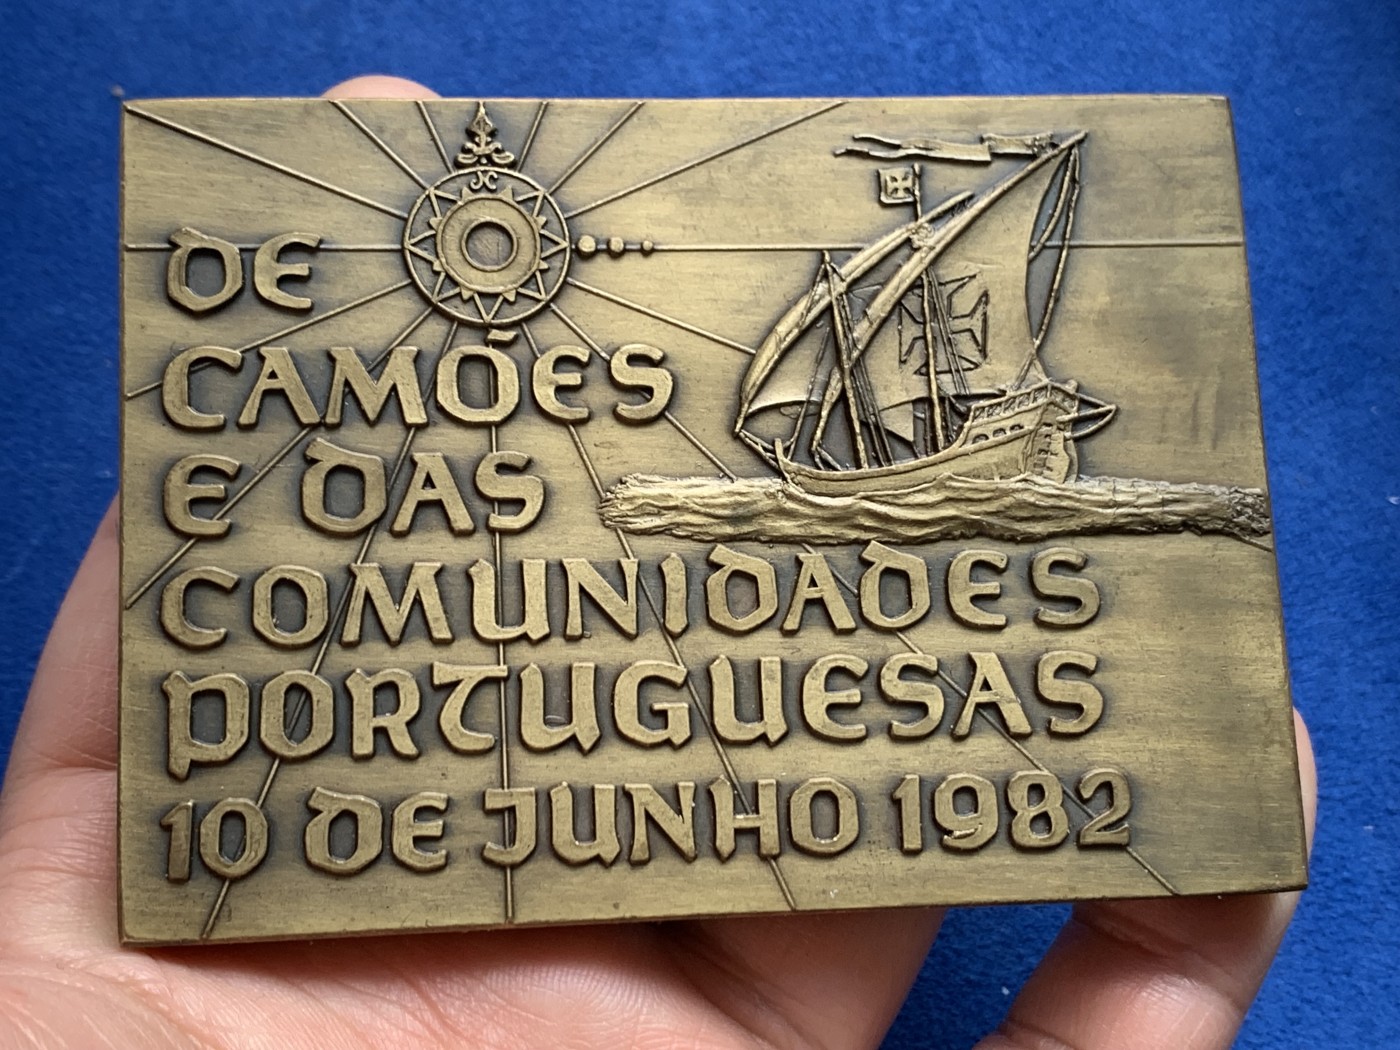 DE
CAMÕES
E DAS
COMUNIDADES
PORTUGUESAS
10 DE JUNHO 1982